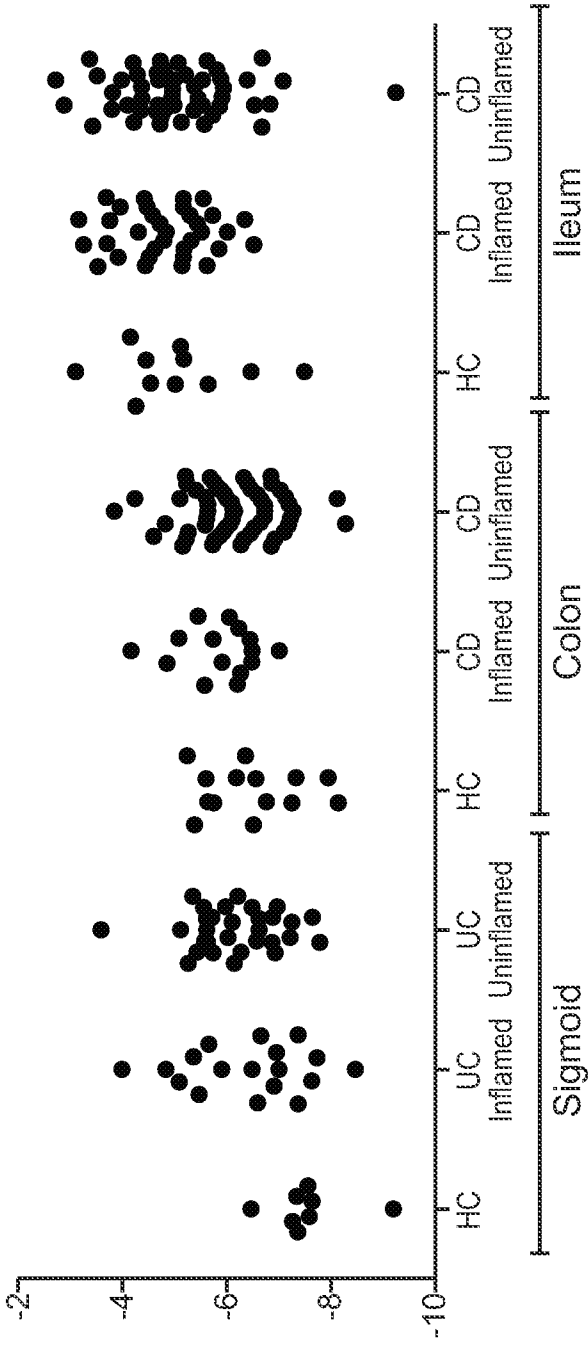 -2
-4
-6
-8
-10
HC UC UC HC CD CD HC CD CD
Inflamed Uninflamed Inflamed Uninflamed Inflamed Uninflamed
Sigmoid Colon Ileum